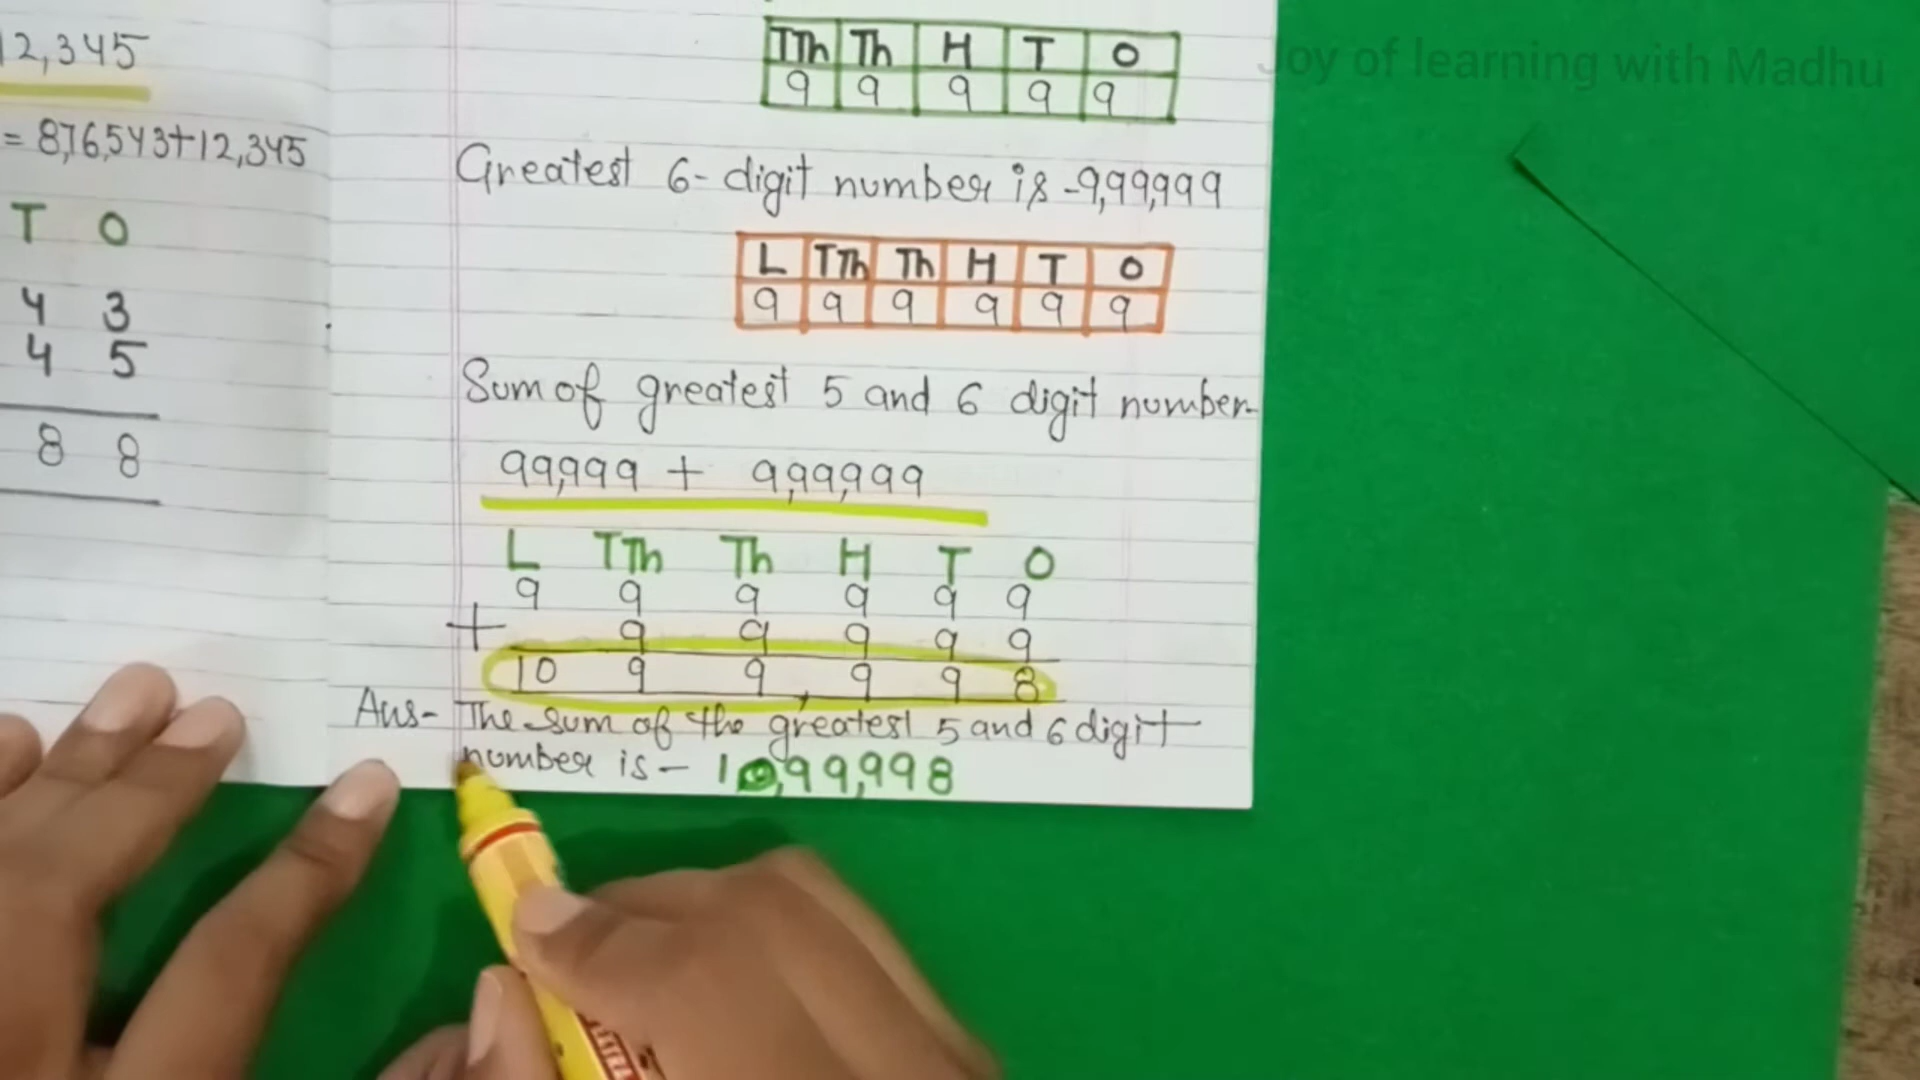 12,345
= 8,76,543+12,345
T O
4 3
4 5
8 8
TTh Th H T O
9 9 9 9 9
Greatest 6-digit number is -9,99,999
L TTh Th H T O
9 9 9 9 9 9
Sum of greatest 5 and 6 digit number
99,999 + 9,99,999
L TTh Th H T O
9 9 9 9 9 9
+ 9 9 9 9 9
10 9 9, 9 9 8
Ans- The sum of the greatest 5 and 6 digit
number is - 10,99,998
Joy of learning with Madhu
EXTRA